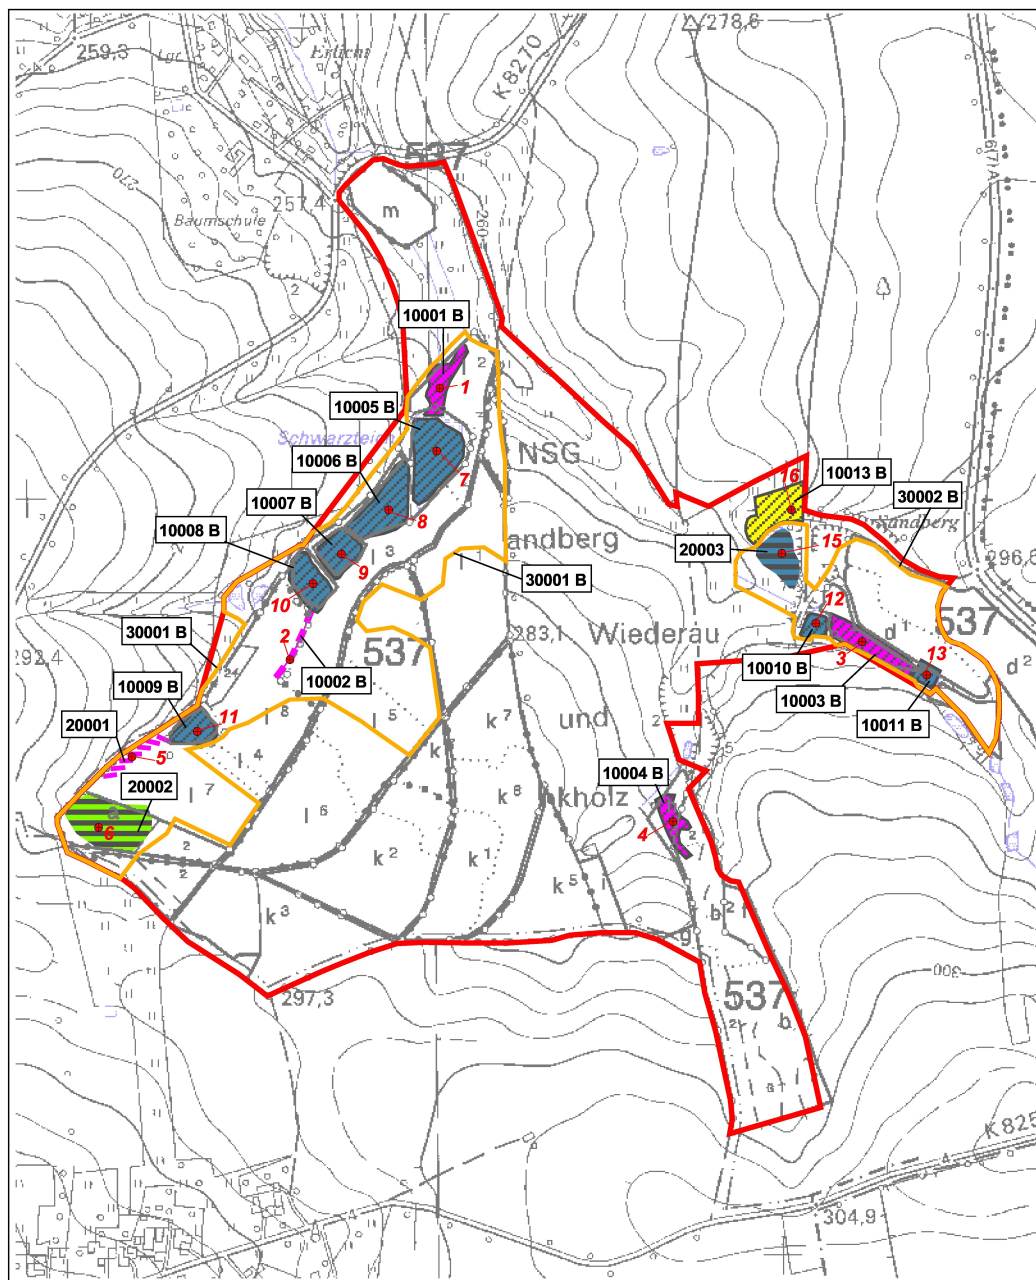 278,6
259,3
Lgr.
K 8270
527
270
257,4
Baumschule
m
260
10001 B
2
1
10005 B
Schwarzteich
NSG
10006 B
7
16
10013 B
30002 B
10007 B
8
20003
15
10008 B
l 3
andberg
296,8
9
30001 B
10
12
537
30001 B
2
537
283,1
Wiederau
d 1
3
13
d 2
292,4
10010 B
10009 B
10002 B
10003 B
10011 B
20001
11
l 8
l 5
k 7
und
5
l 4
k
20002
10004 B
l 7
k 8
a
6
l 6
4
k 2
k 1
k 5
i
k 3
b 2
g
297,3
537
300
b
K 825
304,9